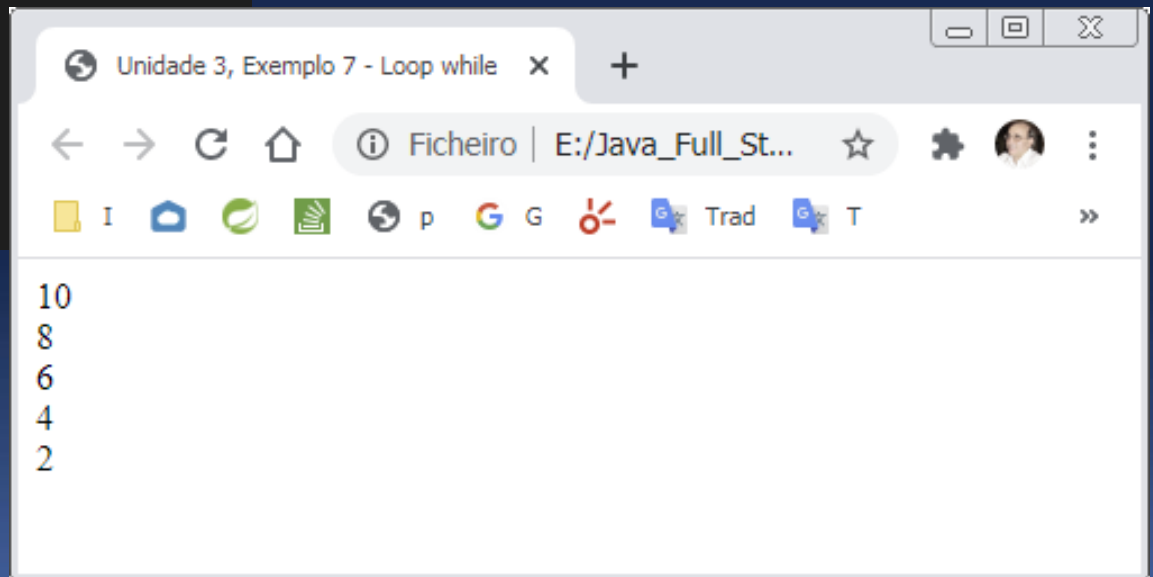 Unidade 3, Exemplo 7 - Loop while
Ficheiro | E:/Java_Full_St...
I p G G Trad G T »
10
8
6
4
2